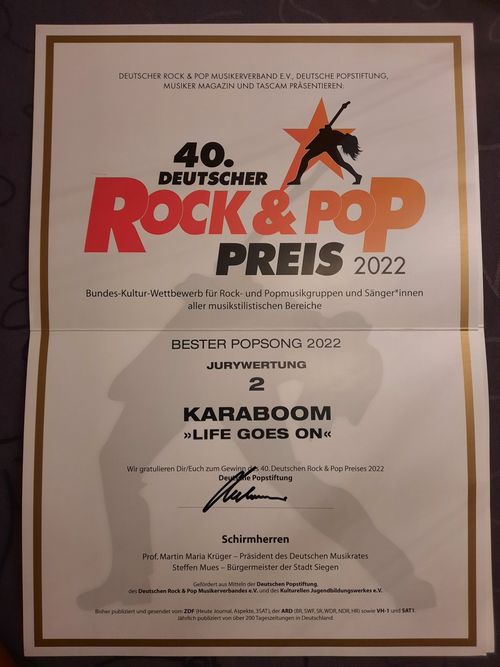 DEUTSCHER ROCK & POP MUSIKERVERBAND E.V., DEUTSCHE POPSTIFTUNG,
MUSIKER MAGAZIN UND TASCAM PRÄSENTIEREN:
40.
DEUTSCHER
ROCK & POP
PREIS 2022
Bundes-Kultur-Wettbewerb für Rock- und Popmusikgruppen und Sänger*innen
aller musikstilistischen Bereiche
BESTER POPSONG 2022
JURYWERTUNG
2
KARABOOM
»LIFE GOES ON«
Wir gratulieren Dir/Euch zum Gewinn des 40. Deutschen Rock & Pop Preises 2022
Deutsche Popstiftung
Schirmherren
Prof. Martin Maria Krüger – Präsident des Deutschen Musikrates
Steffen Mues – Bürgermeister der Stadt Siegen
Gefördert aus Mitteln der Deutschen Popstiftung,
des Deutschen Rock & Pop Musikerverbandes e.V. und des Kulturellen Jugendbildungswerkes e.V.
Bisher publiziert und gesendet vom ZDF (Heute Journal, Aspekte, 3SAT), der ARD (BR, SWF, SR, WDR, NDR, HR) sowie VH-1 und SAT1.
Jährlich publiziert von über 200 Tageszeitungen in Deutschland.